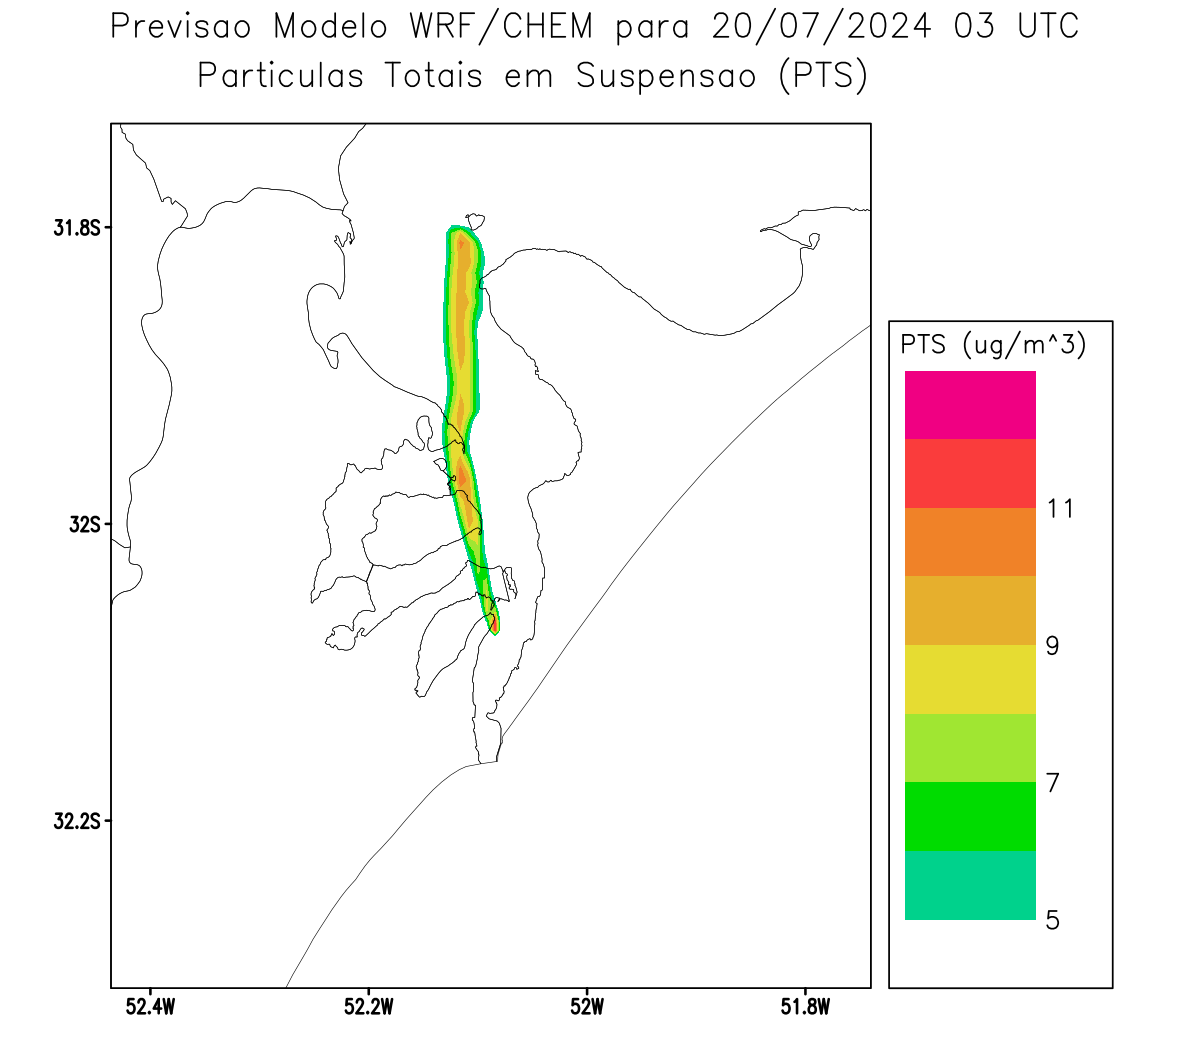 Previsao Modelo WRF/CHEM para 20/07/2024 03 UTC
Particulas Totais em Suspensao (PTS)
31.8S
32S
32.2S
52.4W
52.2W
52W
51.8W
PTS (ug/m^3)
11
9
7
5